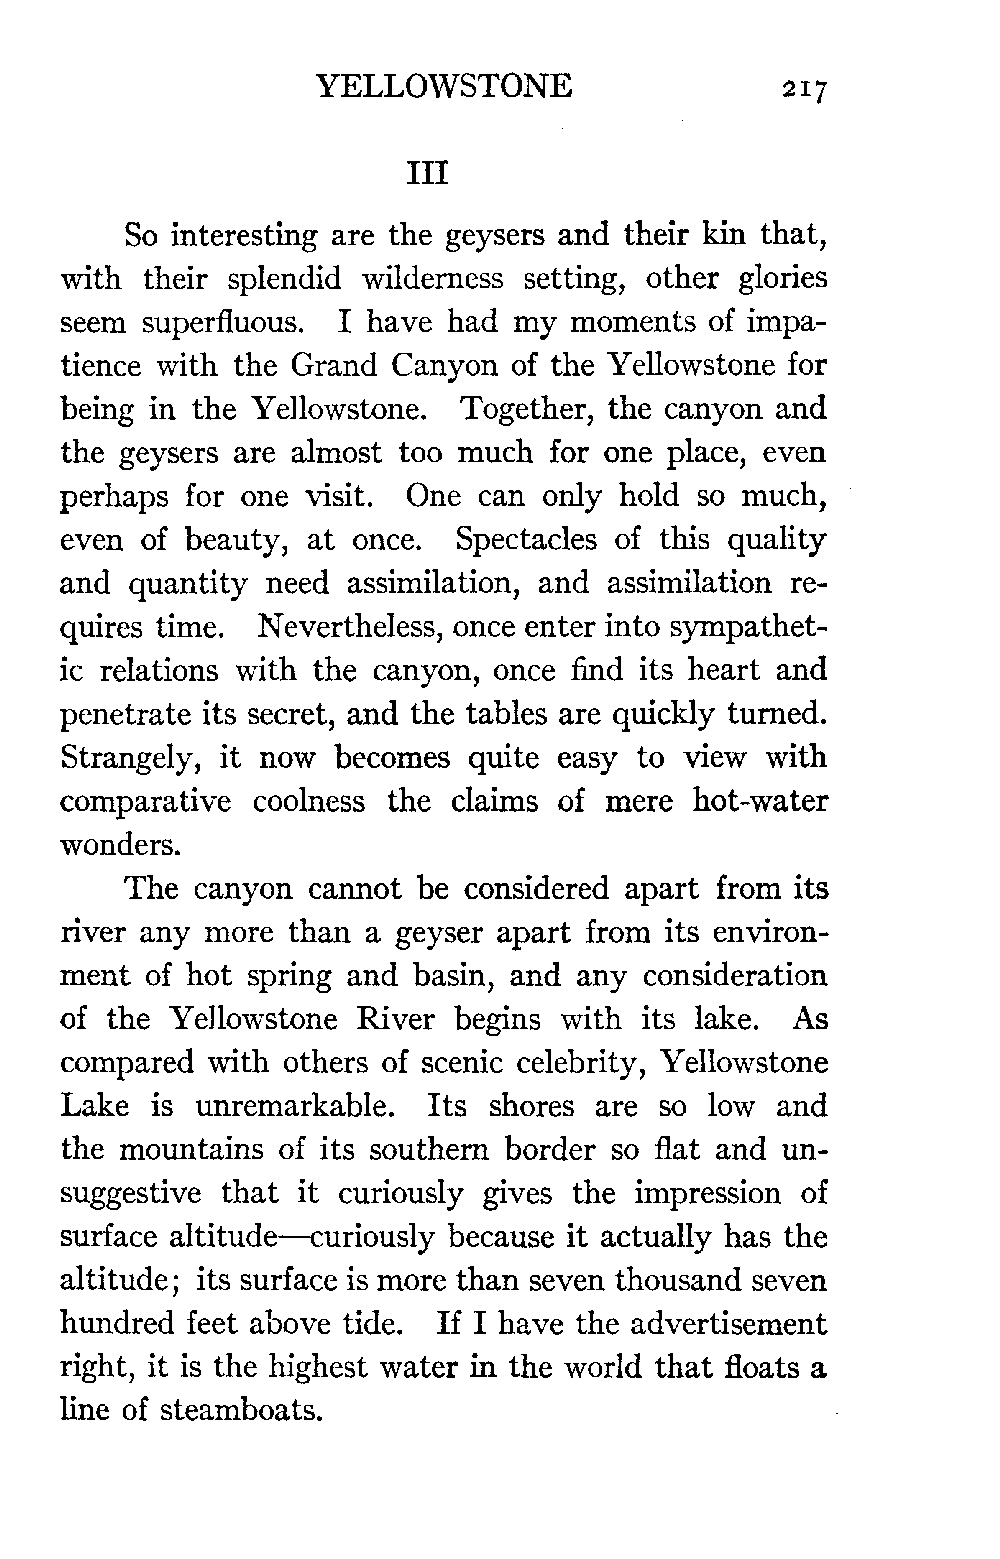 YELLOWSTONE 217
III
So interesting are the geysers and their kin that,
with their splendid wilderness setting, other glories
seem superfluous. I have had my moments of impa-
tience with the Grand Canyon of the Yellowstone for
being in the Yellowstone. Together, the canyon and
the geysers are almost too much for one place, even
perhaps for one visit. One can only hold so much,
even of beauty, at once. Spectacles of this quality
and quantity need assimilation, and assimilation re-
quires time. Nevertheless, once enter into sympathet-
ic relations with the canyon, once find its heart and
penetrate its secret, and the tables are quickly turned.
Strangely, it now becomes quite easy to view with
comparative coolness the claims of mere hot-water
wonders.
The canyon cannot be considered apart from its
river any more than a geyser apart from its environ-
ment of hot spring and basin, and any consideration
of the Yellowstone River begins with its lake. As
compared with others of scenic celebrity, Yellowstone
Lake is unremarkable. Its shores are so low and
the mountains of its southern border so flat and un-
suggestive that it curiously gives the impression of
surface altitude—curiously because it actually has the
altitude; its surface is more than seven thousand seven
hundred feet above tide. If I have the advertisement
right, it is the highest water in the world that floats a
line of steamboats.